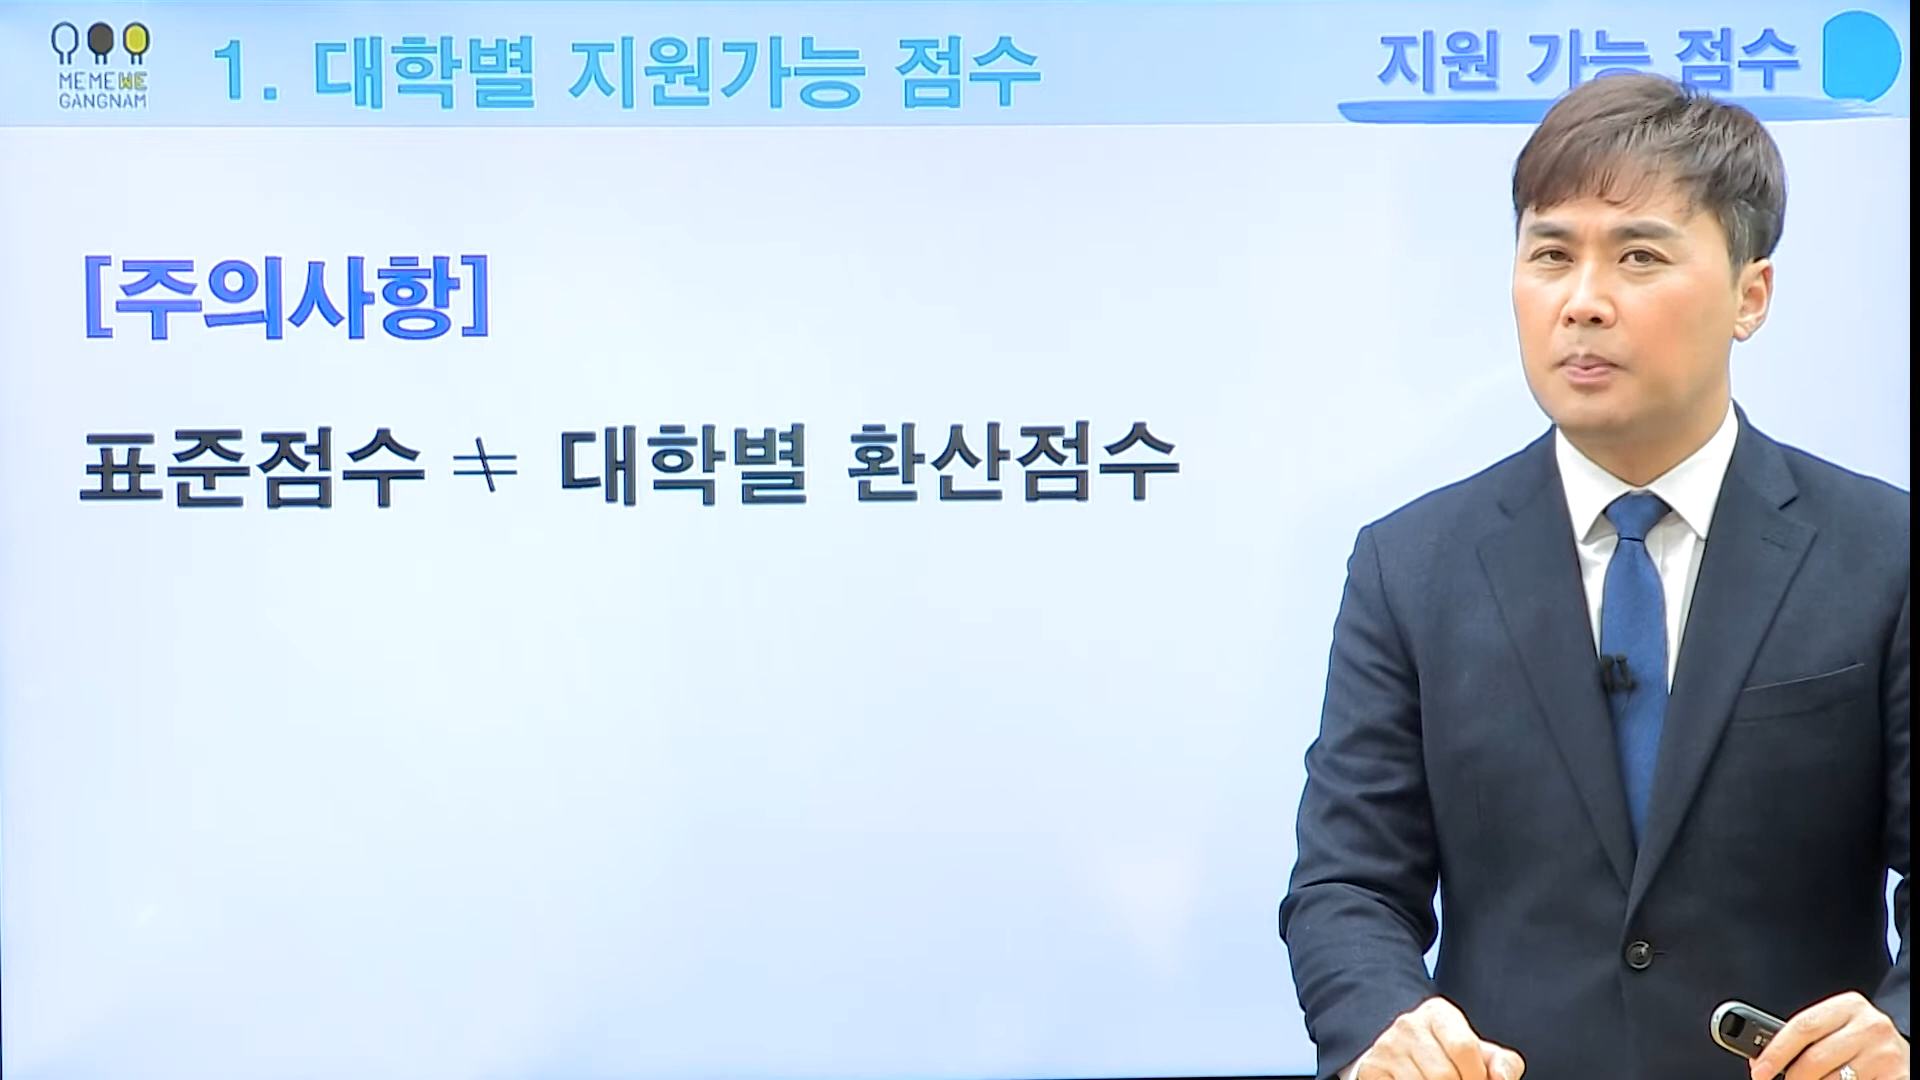 MEMEWE
GANGNAM
1. 대학별 지원가능 점수
지원 가능 점수
[주의사항]
표준점수 ≠ 대학별 환산점수